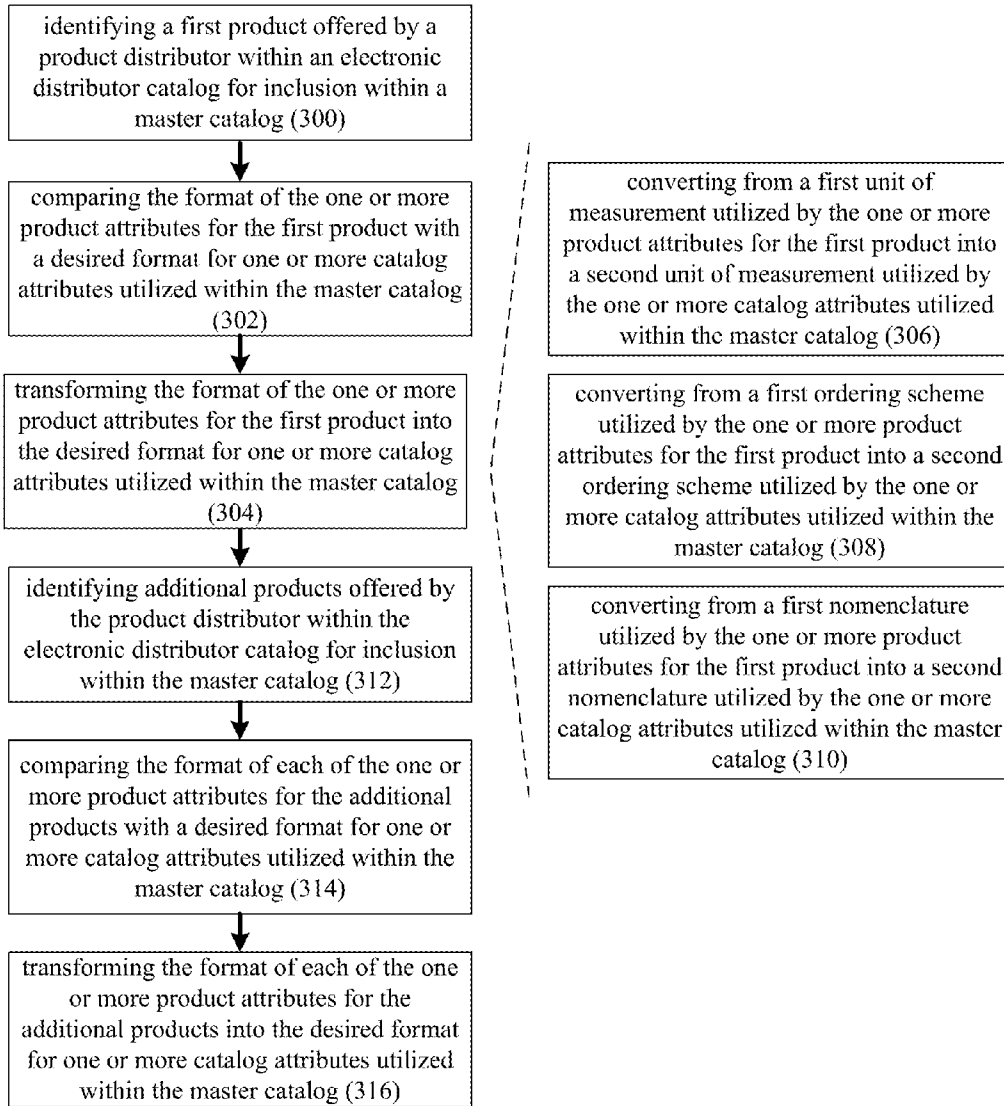 identifying a first product offered by a
product distributor within an electronic
distributor catalog for inclusion within a
master catalog (300)
comparing the format of the one or more
product attributes for the first product with
a desired format for one or more catalog
attributes utilized within the master catalog
(302)
transforming the format of the one or more
product attributes for the first product into
the desired format for one or more catalog
attributes utilized within the master catalog
(304)
identifying additional products offered by
the product distributor within the
electronic distributor catalog for inclusion
within the master catalog (312)
comparing the format of each of the one or
more product attributes for the additional
products with a desired format for one or
more catalog attributes utilized within the
master catalog (314)
transforming the format of each of the one
or more product attributes for the
additional products into the desired format
for one or more catalog attributes utilized
within the master catalog (316)
converting from a first unit of
measurement utilized by the one or more
product attributes for the first product into
a second unit of measurement utilized by
the one or more catalog attributes utilized
within the master catalog (306)
converting from a first ordering scheme
utilized by the one or more product
attributes for the first product into a second
ordering scheme utilized by the one or
more catalog attributes utilized within the
master catalog (308)
converting from a first nomenclature
utilized by the one or more product
attributes for the first product into a second
nomenclature utilized by the one or more
catalog attributes utilized within the master
catalog (310)